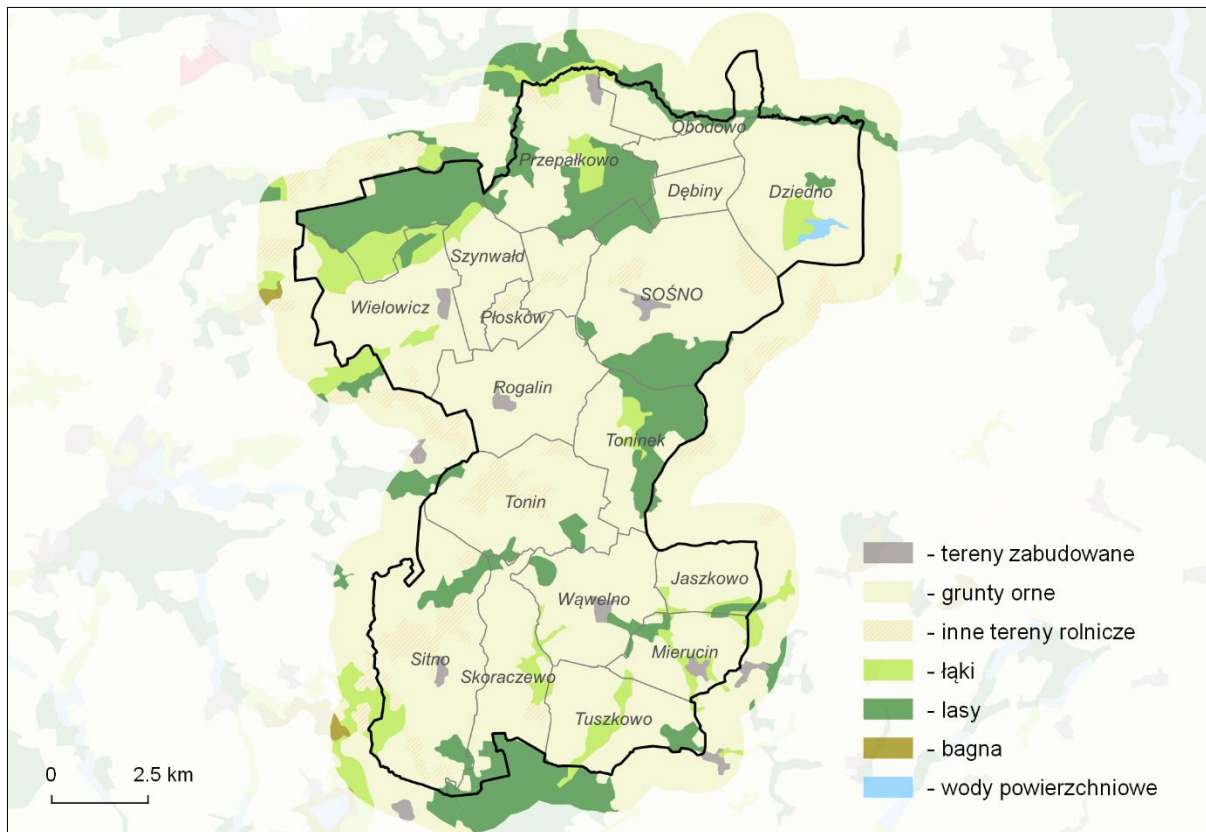 Obodowo
Przepałkowo
Dębiny
Dziedno
Szynwałd
SOŚNO
Wielowicz
Płosków
Rogalin
Toninek
Tonin
Jaszkowo
Wąwelno
Mierucin
Sitno
Skoraczewo
Tuszkowo
- tereny zabudowane
- grunty orne
- inne tereny rolnicze
- łąki
- lasy
- bagna
- wody powierzchniowe
0 2.5 km